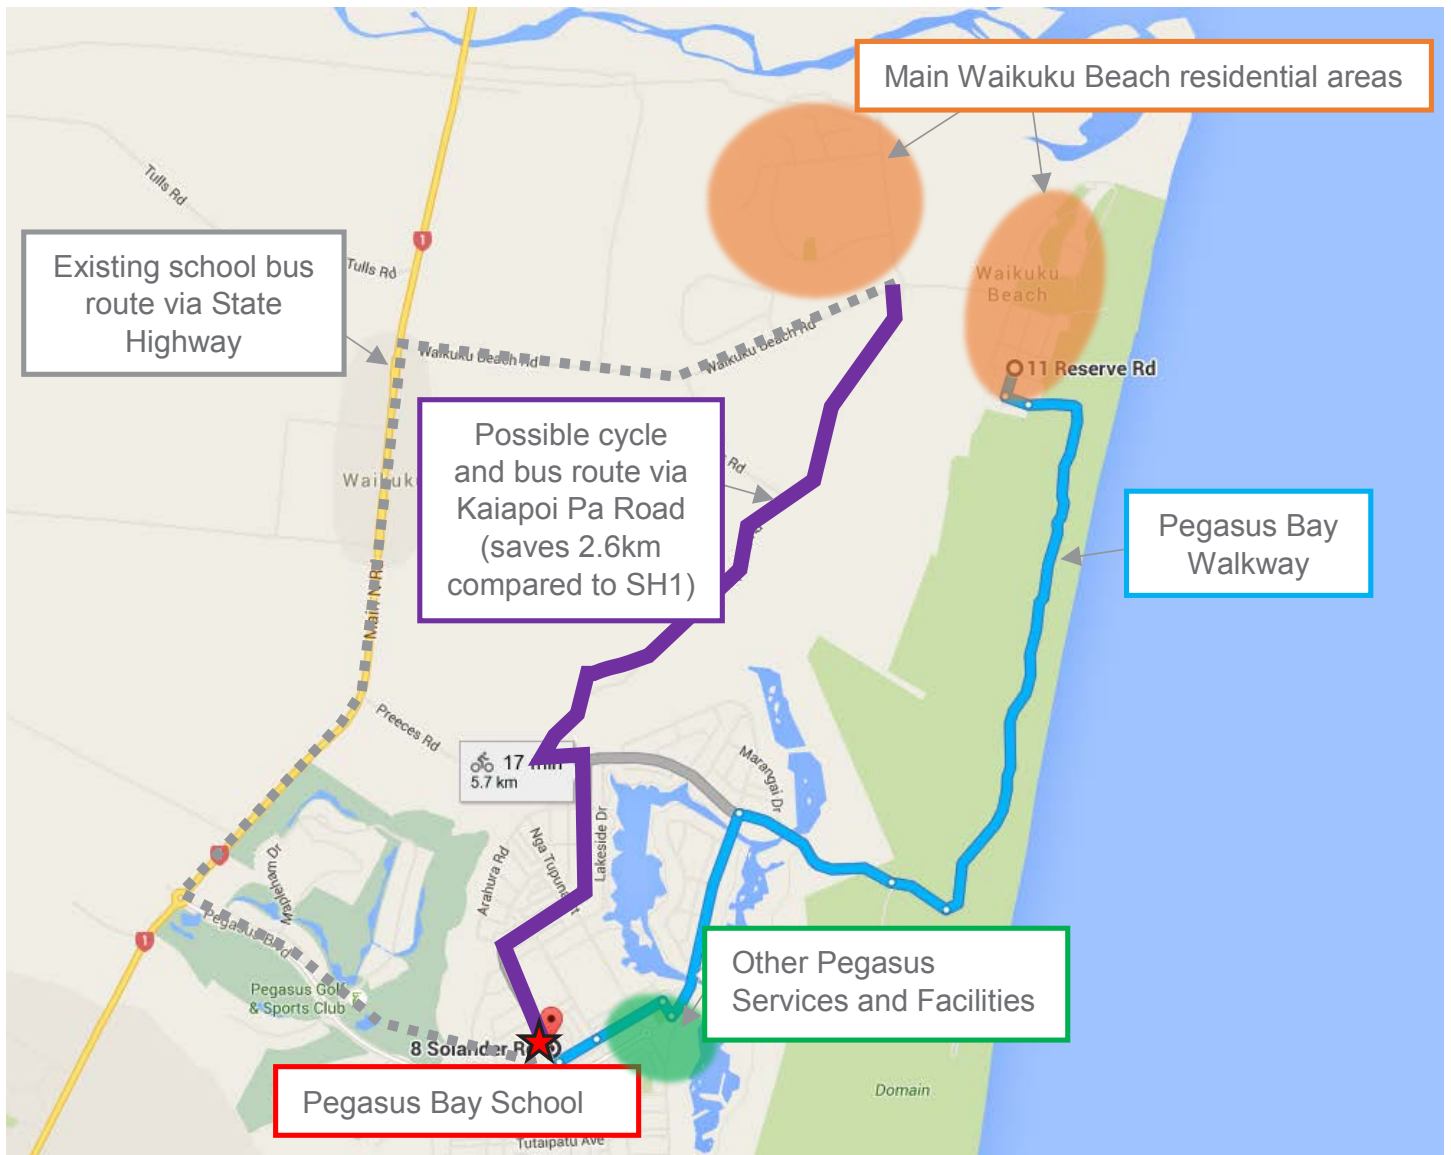 Main Waikuku Beach residential areas
Tulls Rd
1
Existing school bus
route via State
Highway
Tulls Rd
Waikuku
Beach
Waikuku Beach Rd
Waikuku Beach Rd
11 Reserve Rd
Possible cycle
and bus route via
Kaiapoi Pa Road
(saves 2.6km
compared to SH1)
Rd
Pegasus Bay
Walkway
Main N Rd
Preeces Rd
17 min
5.7 km
Marangai Dr
Lakeside Dr
Arahura Rd
Mapleham Dr
Pegasus Blvd
1
Pegasus Golf
& Sports Club
Other Pegasus
Services and Facilities
8 Solander Rd
Pegasus Bay School
Domain
Tutaipatu Ave